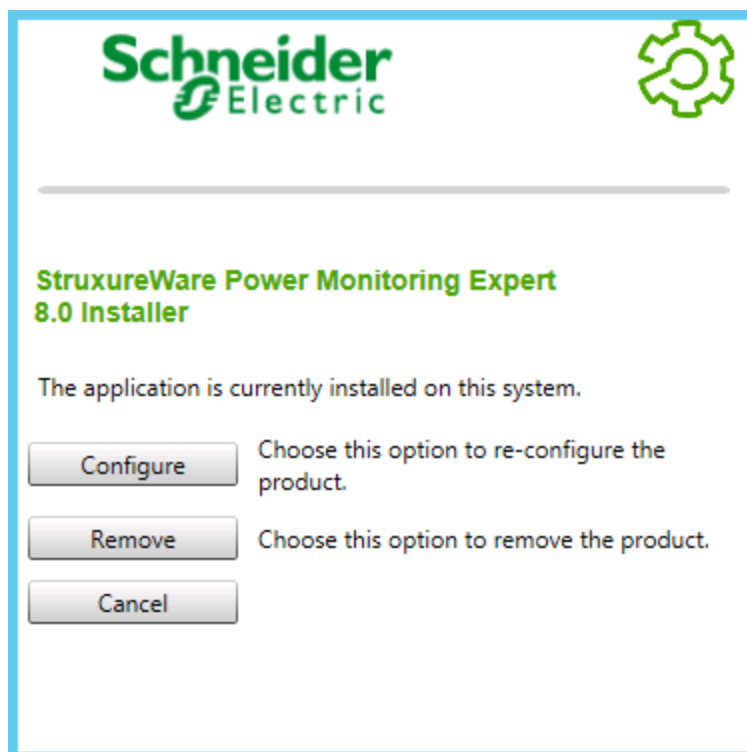 Schneider
Electric
StruxureWare Power Monitoring Expert
8.0 Installer
The application is currently installed on this system.
Configure
Choose this option to re-configure the
product.
Remove
Choose this option to remove the product.
Cancel